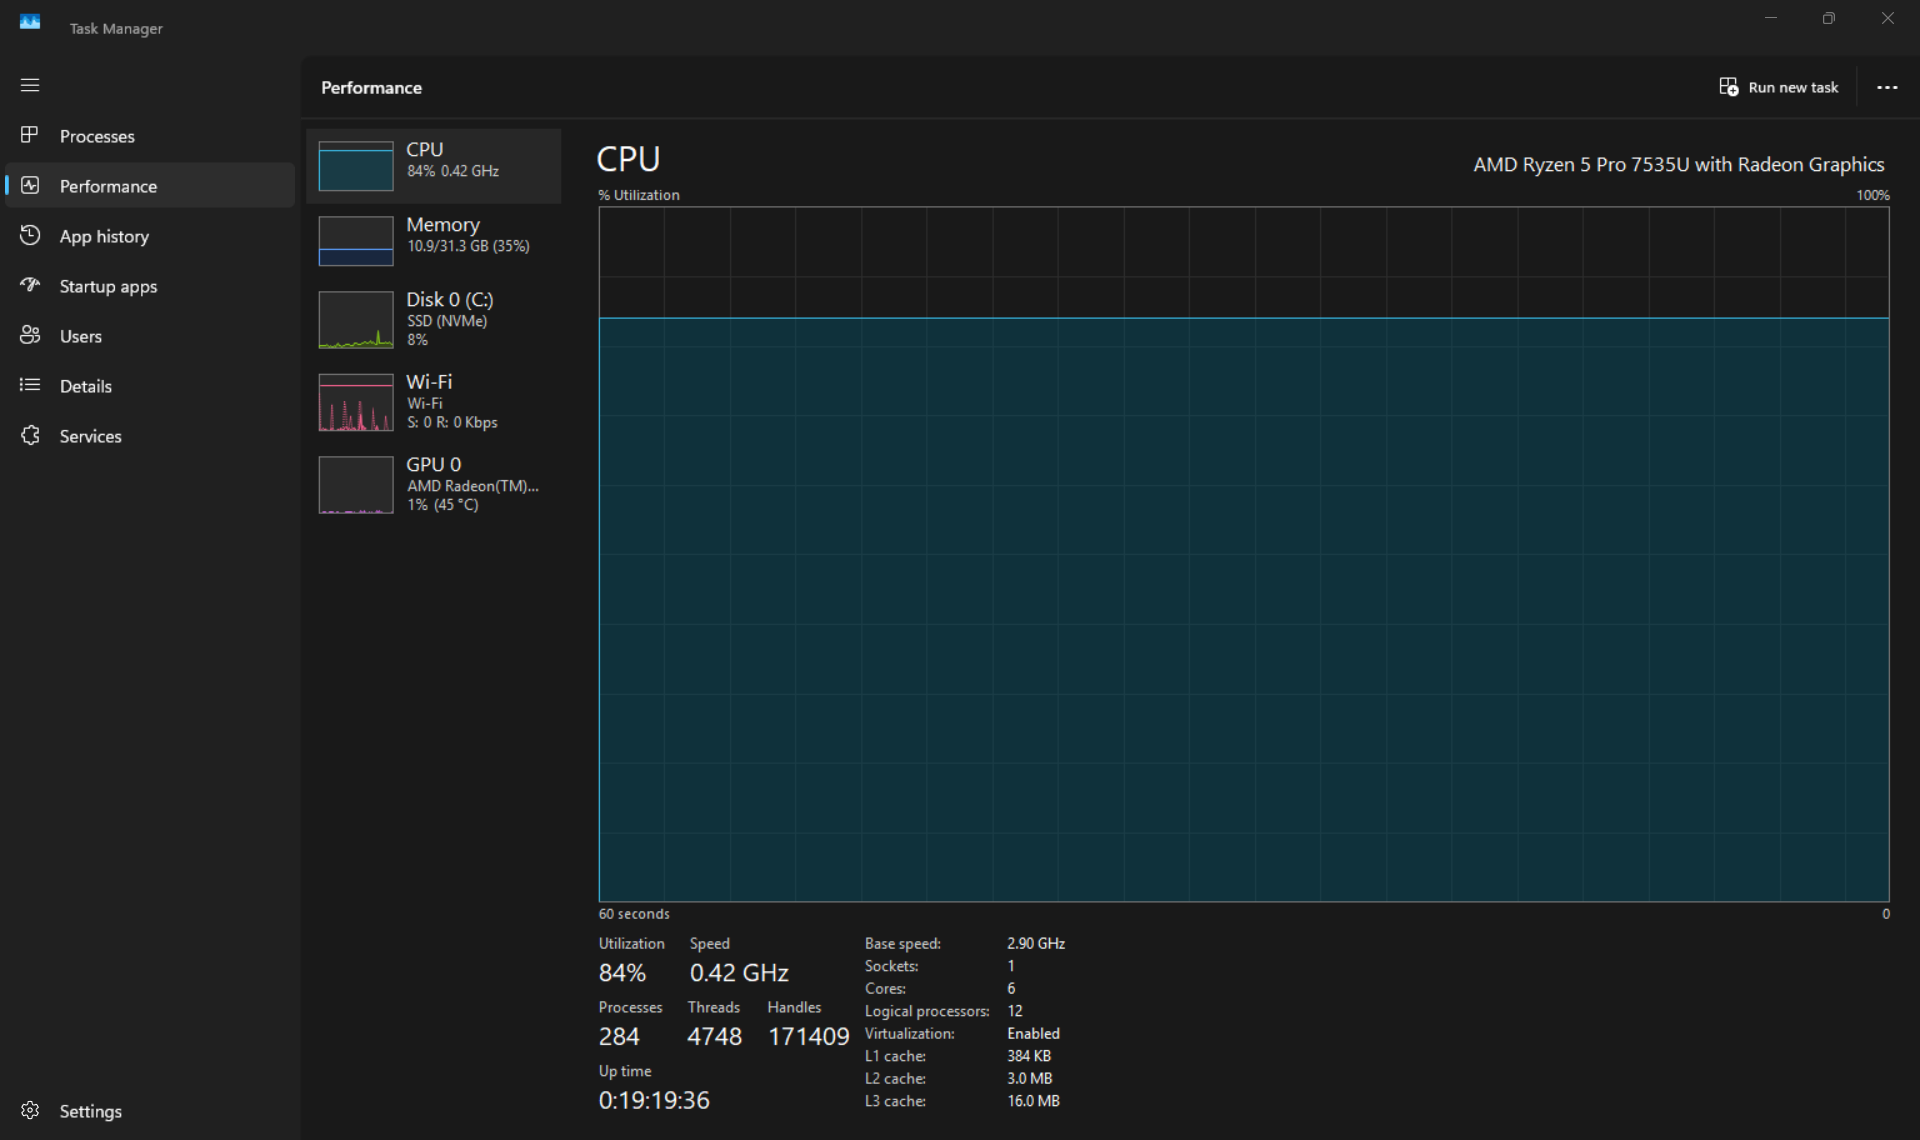 Task Manager
Processes
Performance
App history
Startup apps
Users
Details
Services
Settings
Performance
Run new task
CPU
84% 0.42 GHz
Memory
10.9/31.3 GB (35%)
Disk 0 (C:)
SSD (NVMe)
8%
Wi-Fi
Wi-Fi
S: 0 R: 0 Kbps
GPU 0
AMD Radeon(TM)...
1% (45 °C)
CPU
AMD Ryzen 5 Pro 7535U with Radeon Graphics
% Utilization
100%
60 seconds
0
Utilization Speed
84% 0.42 GHz
Processes Threads Handles
284 4748 171409
Up time
0:19:19:36
Base speed: 2.90 GHz
Sockets: 1
Cores: 6
Logical processors: 12
Virtualization: Enabled
L1 cache: 384 KB
L2 cache: 3.0 MB
L3 cache: 16.0 MB